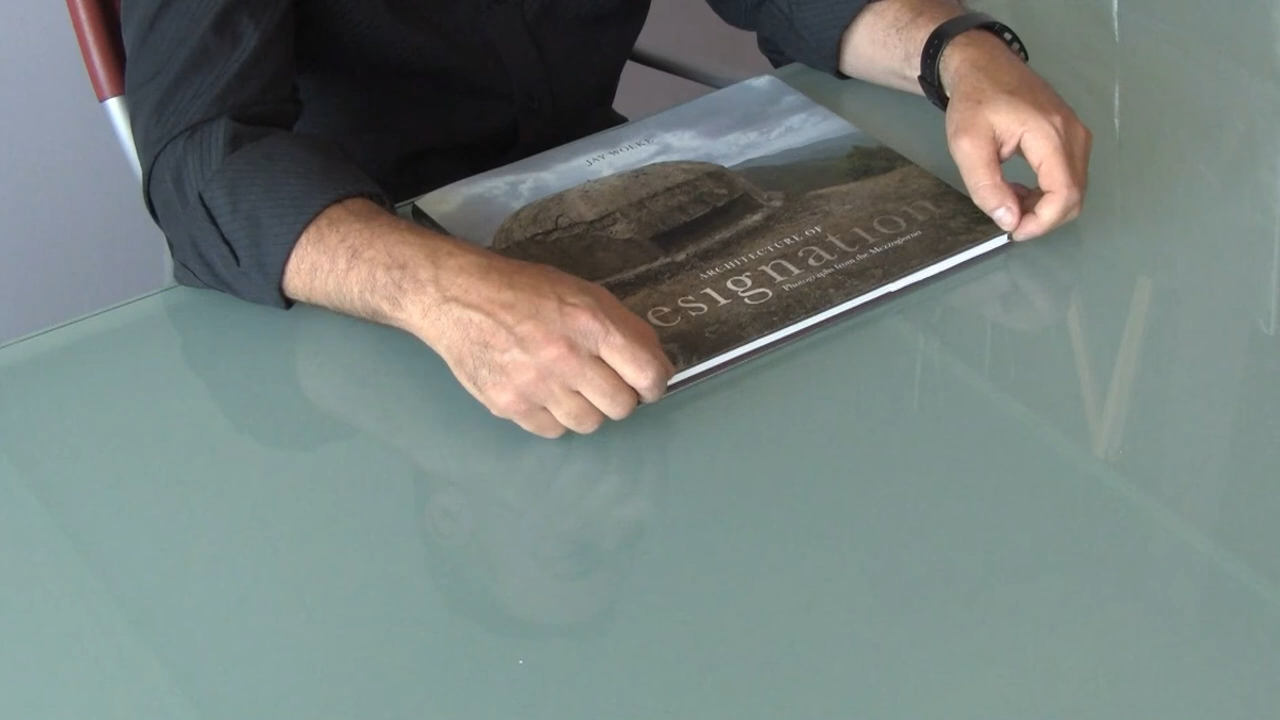 JAY WOLKE
ARCHITECTURE OF
esignation
Photographs from the Mezzogiorno